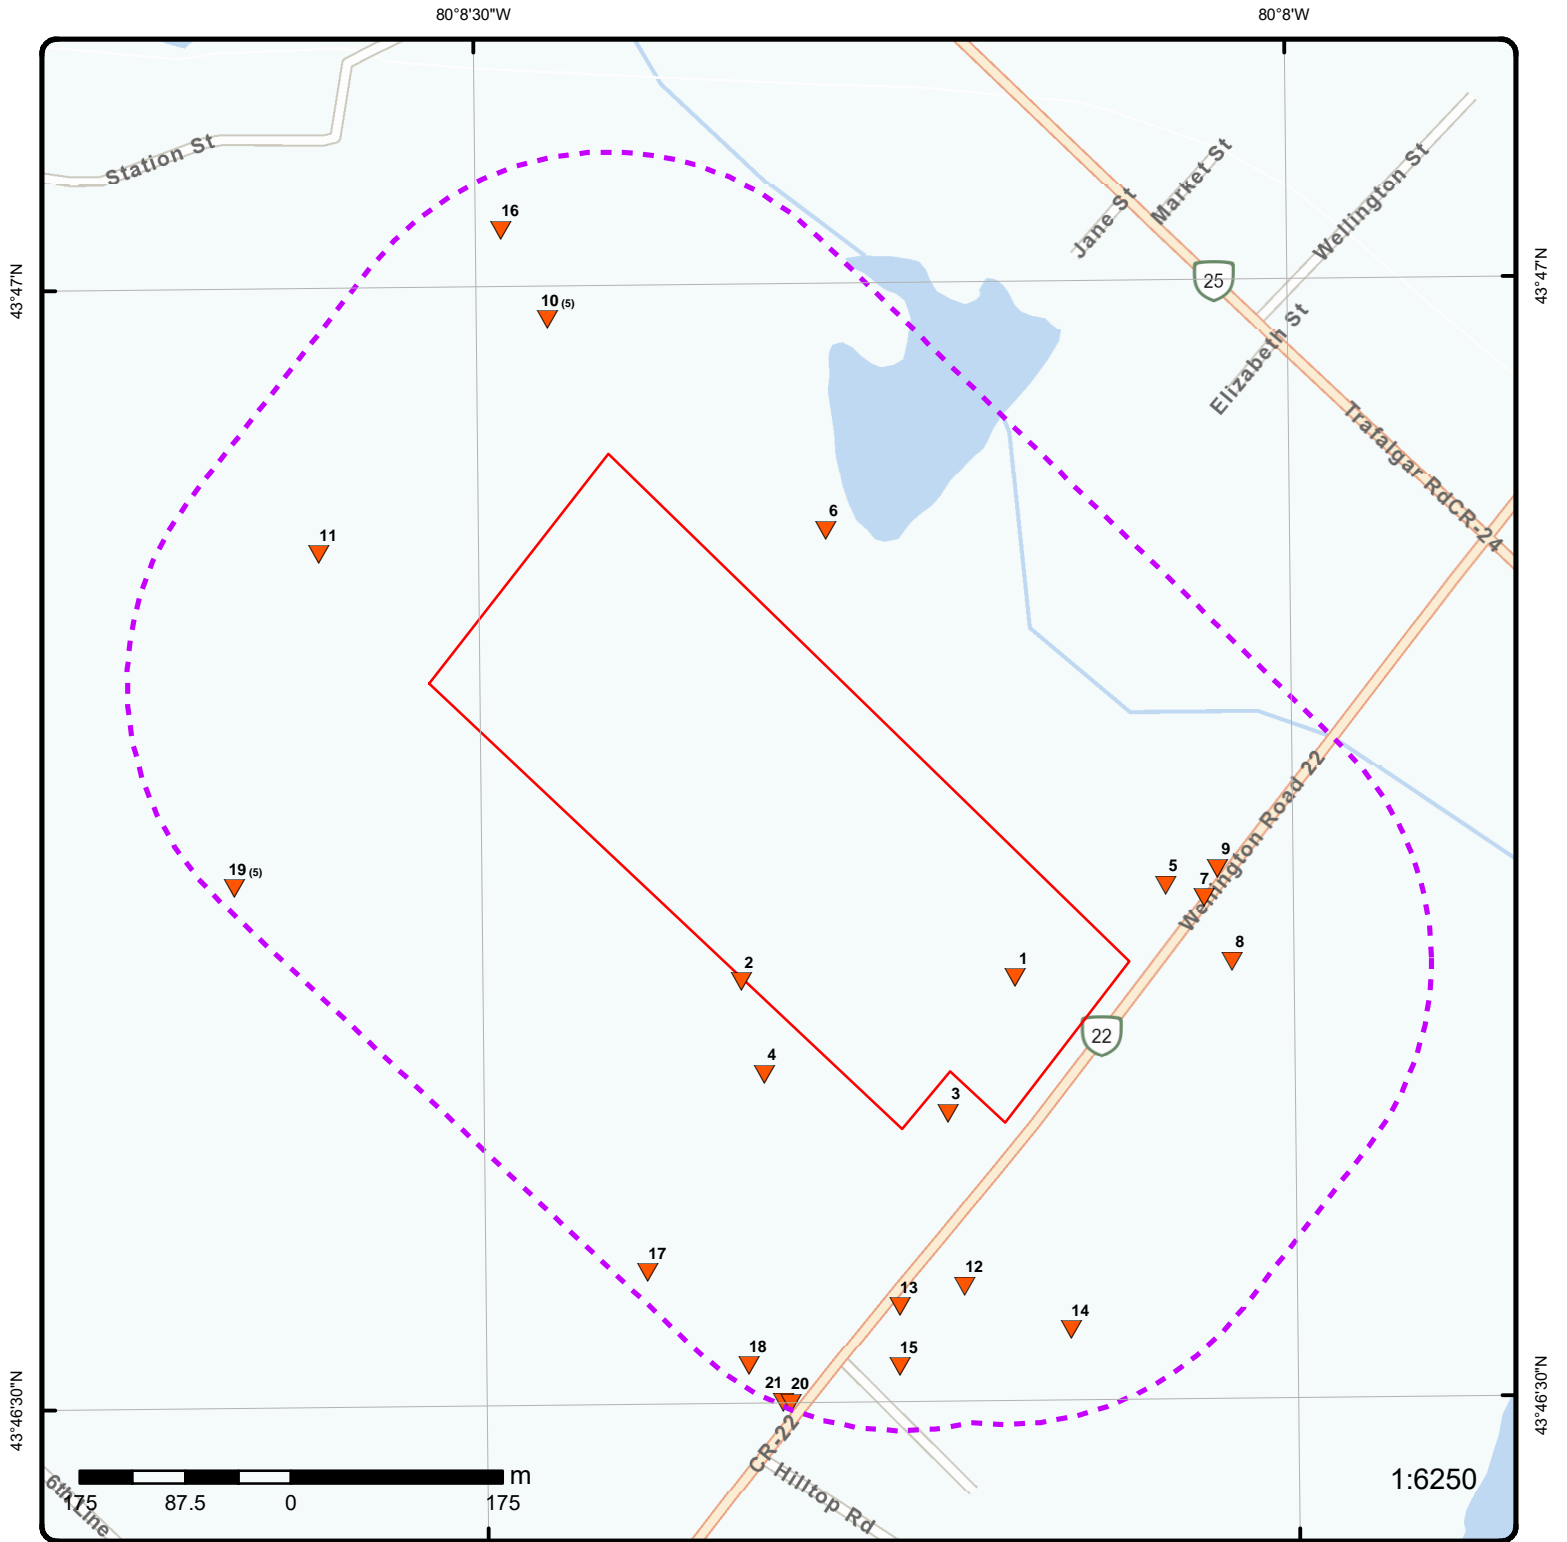 80°8'30"W
80°8'W
Station St
Market St
Jane St
Wellington St
16
43°47'N
43°47'N
25
10 (5)
Elizabeth St
Trafalgar Rd
CR-24
6
11
Wellington Road 22
9
5
7
19 (5)
8
2
1
22
4
3
17
12
13
14
18
15
21
20
43°46'30"N
43°46'30"N
CR-22
Hilltop Rd
6th Line
m
175
87.5
0
175
1:6250